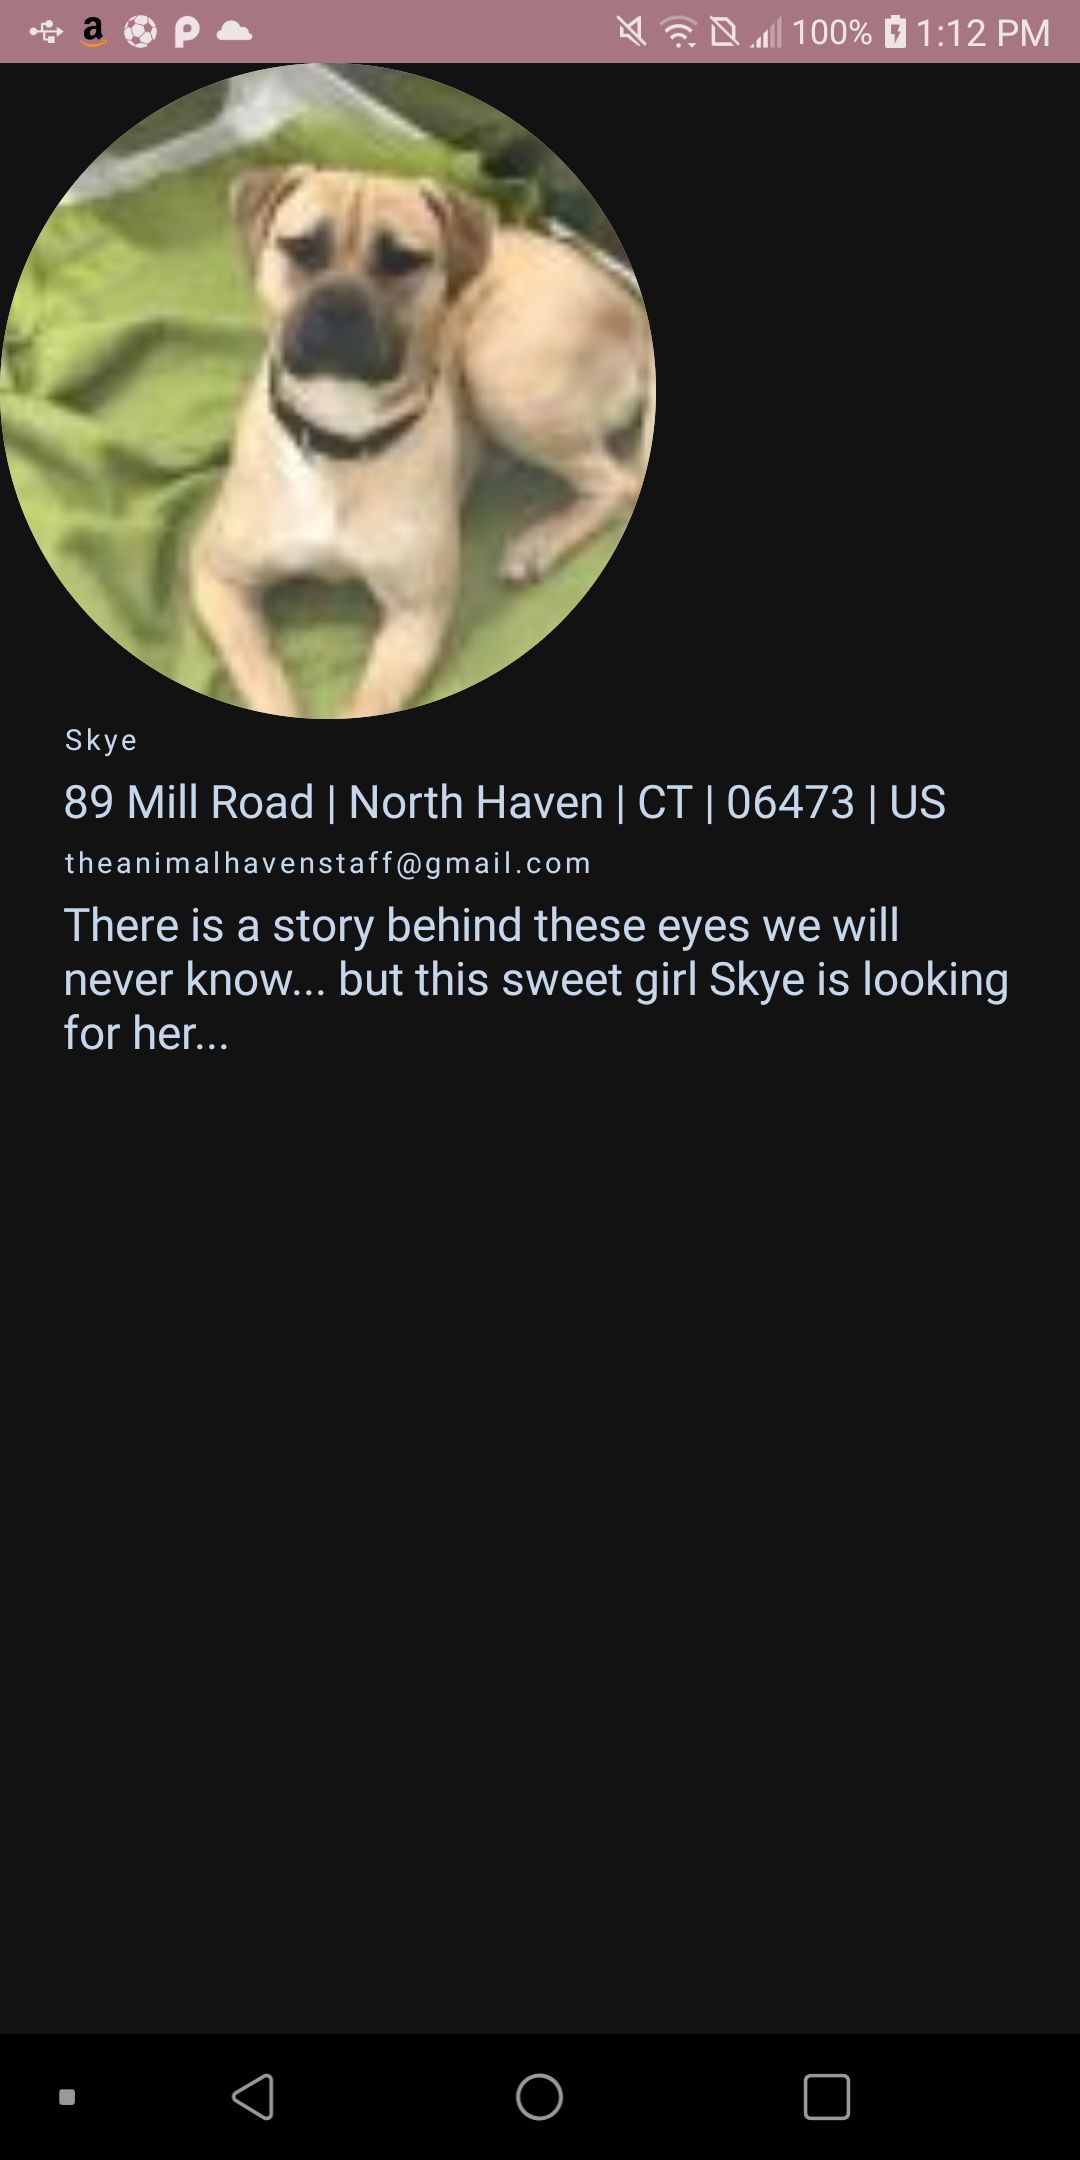 100% 1:12 PM
Skye
89 Mill Road | North Haven | CT | 06473 | US
theanimalhavenstaff@gmail.com
There is a story behind these eyes we will
never know... but this sweet girl Skye is looking
for her...